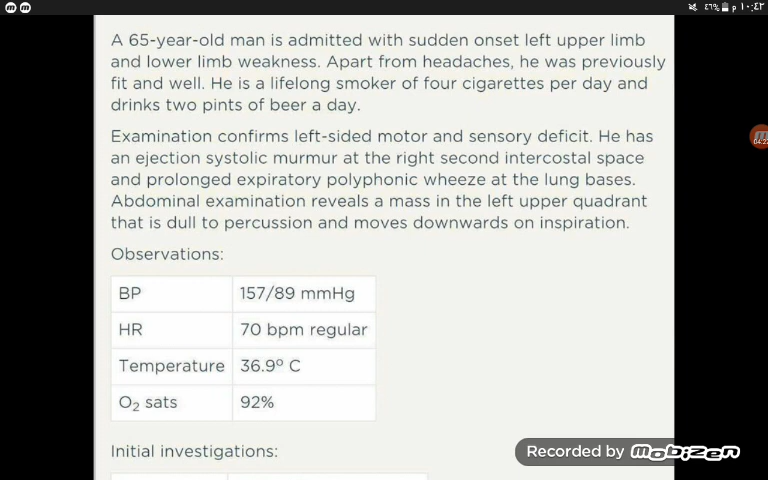 ٤٦% م ١٠:٤٢
A 65-year-old man is admitted with sudden onset left upper limb
and lower limb weakness. Apart from headaches, he was previously
fit and well. He is a lifelong smoker of four cigarettes per day and
drinks two pints of beer a day.
Examination confirms left-sided motor and sensory deficit. He has
an ejection systolic murmur at the right second intercostal space
and prolonged expiratory polyphonic wheeze at the lung bases.
Abdominal examination reveals a mass in the left upper quadrant
that is dull to percussion and moves downwards on inspiration.
Observations:
BP 157/89 mmHg
HR 70 bpm regular
Temperature 36.9º C
O₂ sats 92%
Initial investigations:
Recorded by Mobizen